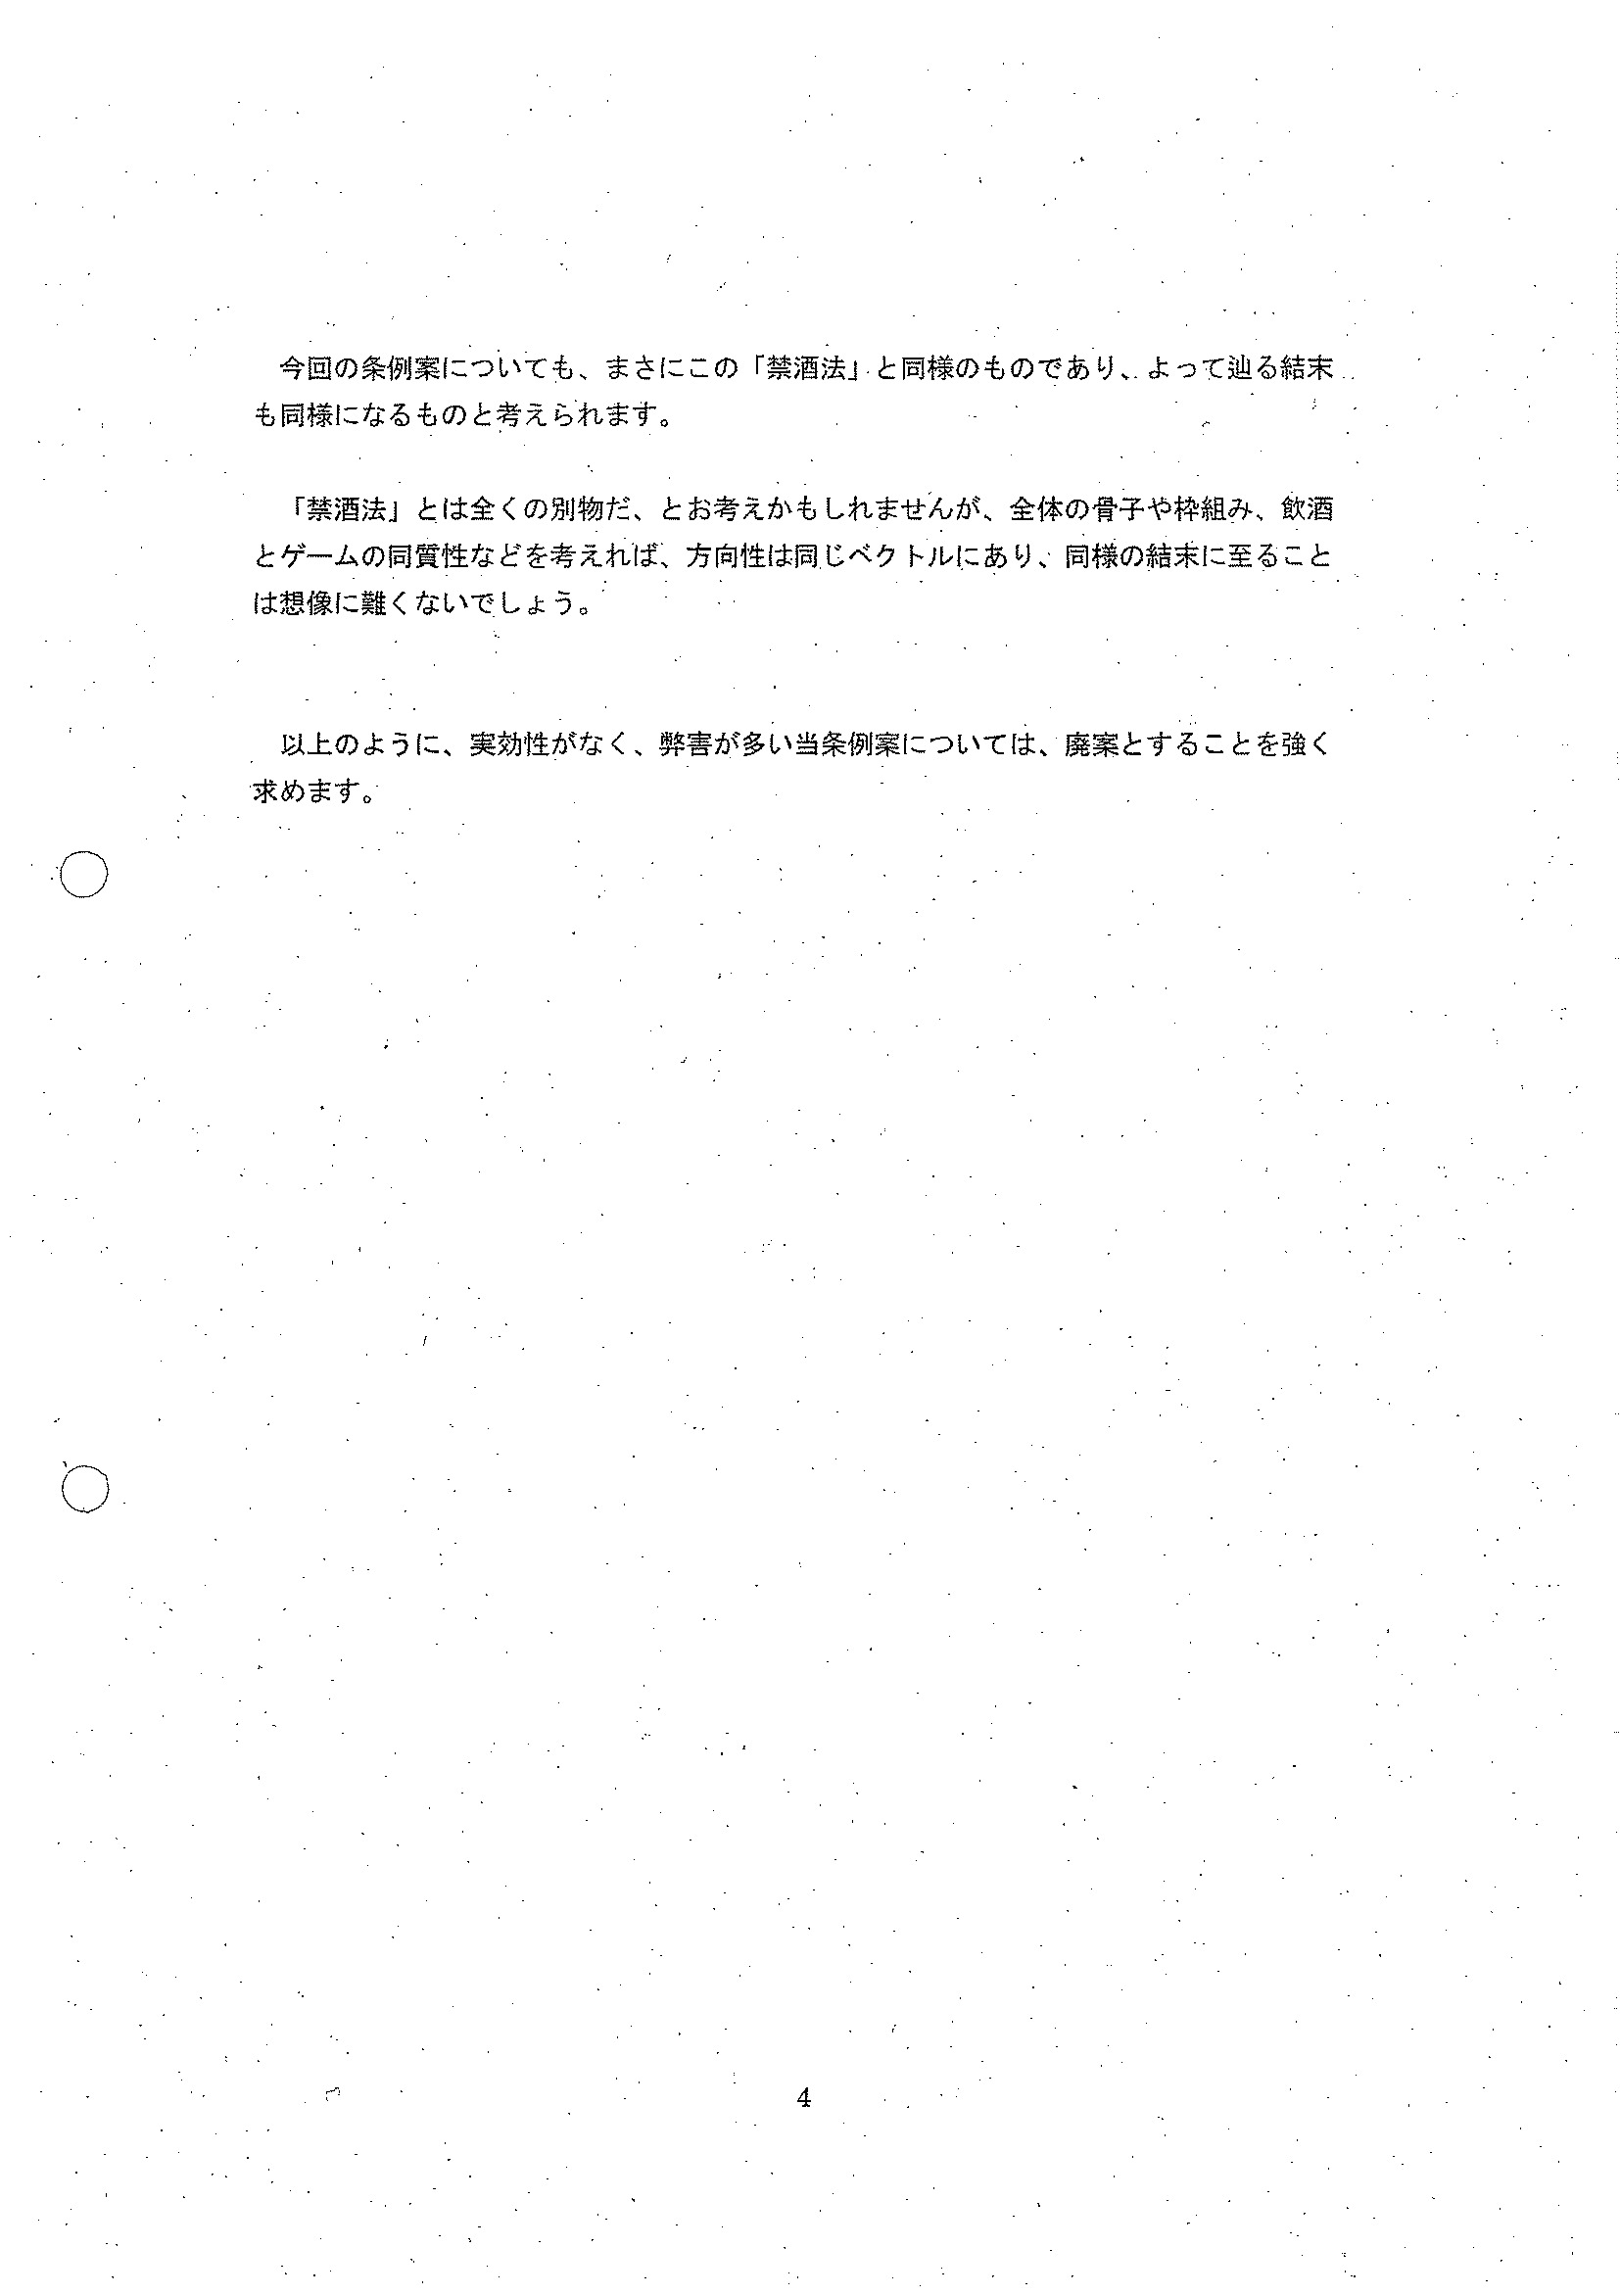 今回の条例案についても、まさにこの「禁酒法」と同様のものであり、よって辿る結末
も同様になるものと考えられます。
「禁酒法」とは全くの別物だ、とお考えかもしれませんが、全体の骨子や枠組み、飲酒
とゲームの同質性などを考えれば、方向性は同じベクトルにあり、同様の結末に至ること
は想像に難くないでしょう。
以上のように、実効性がなく、弊害が多い当条例案については、廃案とすることを強く
求めます。
4